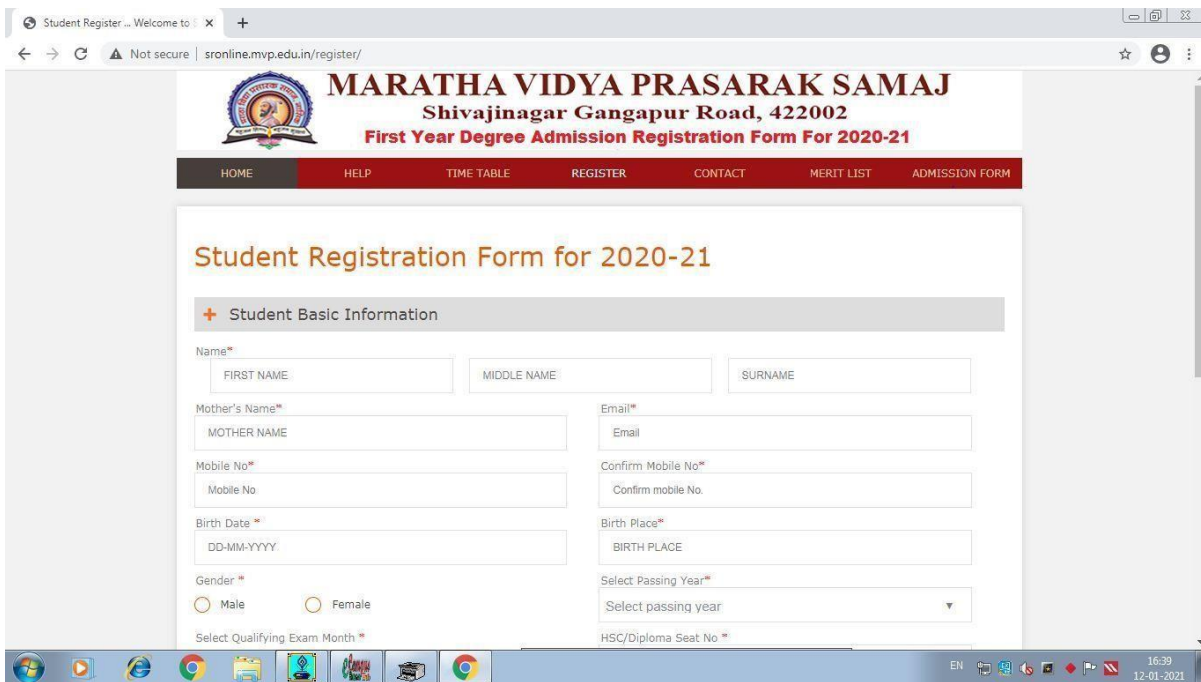 Student Register ... Welcome to S
Not secure | sronline.mvp.edu.in/register/
MARATHA VIDYA PRASARAK SAMAJ
Shivajinagar Gangapur Road, 422002
First Year Degree Admission Registration Form For 2020-21
HOME HELP TIME TABLE REGISTER CONTACT MERIT LIST ADMISSION FORM
Student Registration Form for 2020-21
+ Student Basic Information
Name*
FIRST NAME MIDDLE NAME SURNAME
Mother's Name* Email*
MOTHER NAME Email
Mobile No* Confirm Mobile No*
Mobile No Confirm mobile No.
Birth Date * Birth Place*
DD-MM-YYYY BIRTH PLACE
Gender * Select Passing Year*
Male Female Select passing year
Select Qualifying Exam Month * HSC/Diploma Seat No *
EN 16:39
12-01-2021